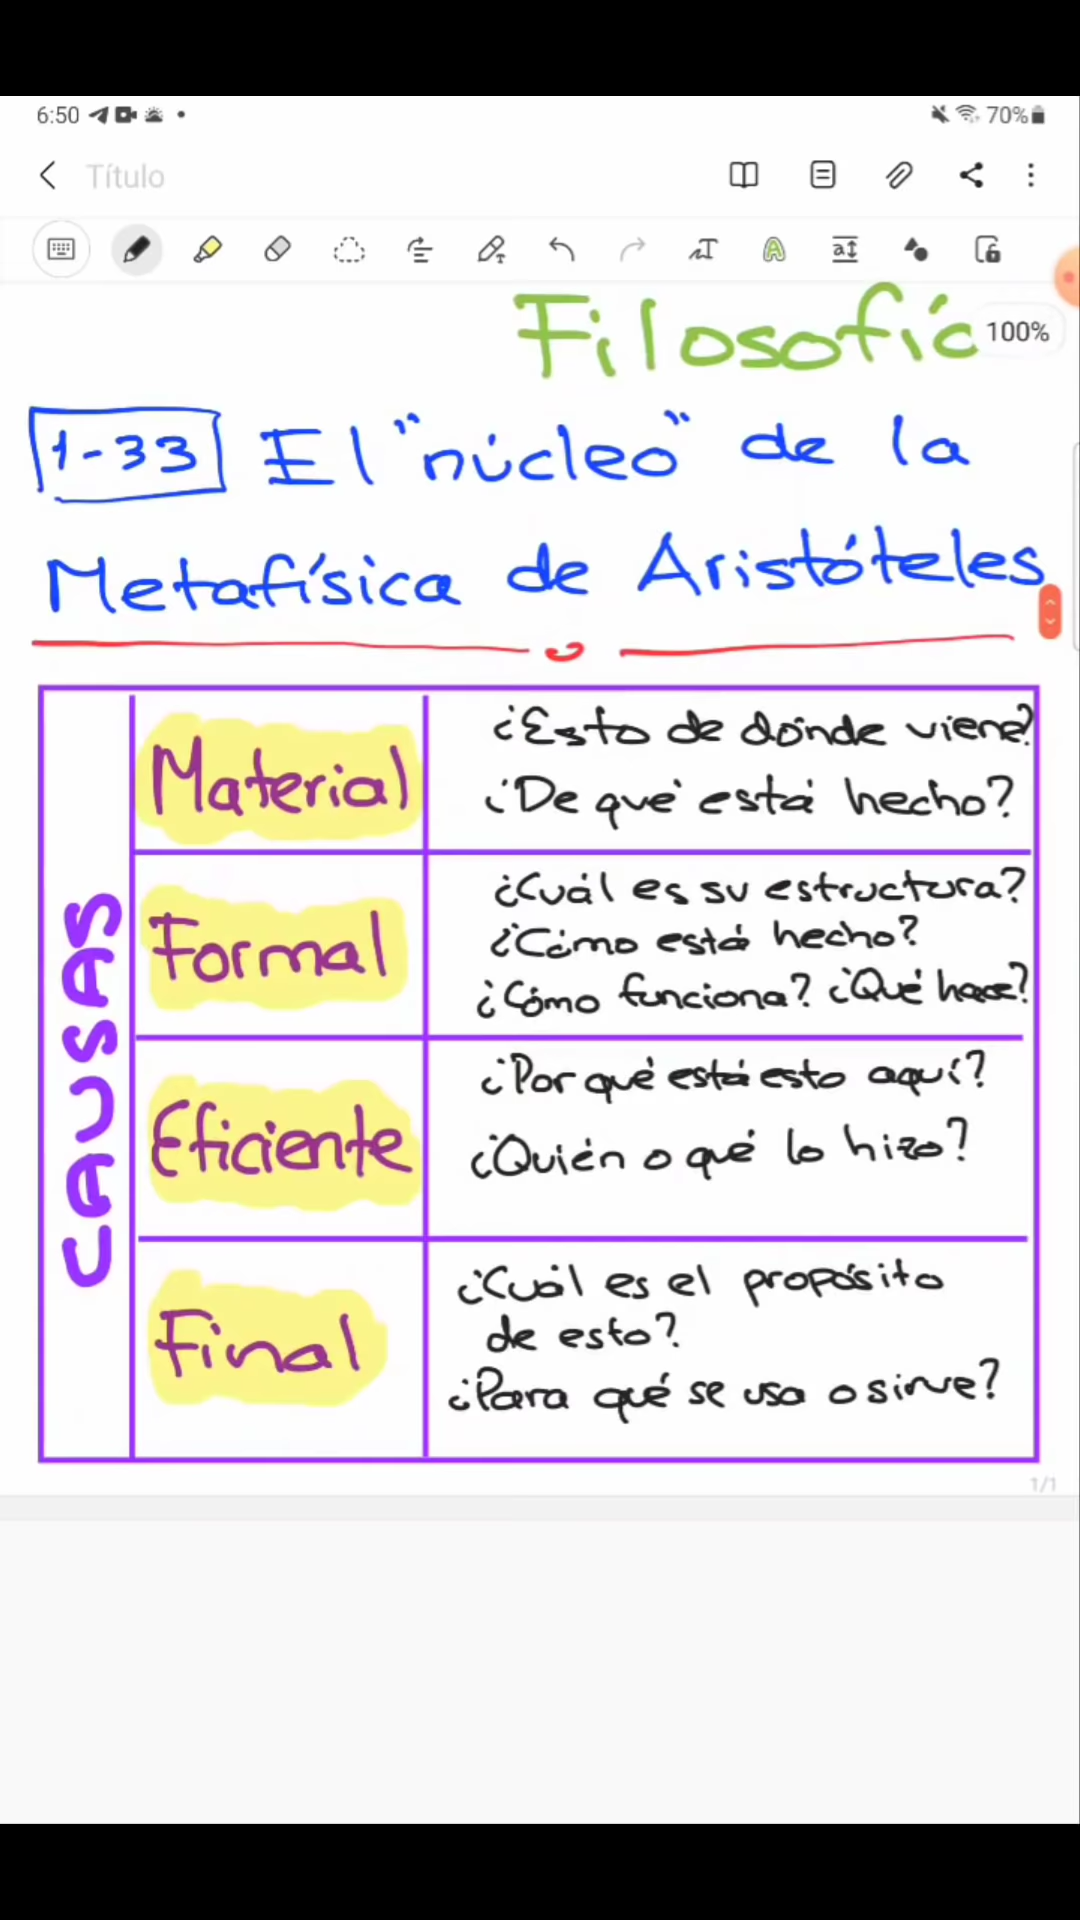 6:50
70%
Título
Filosofía
100%
1-33 El "núcleo" de la
Metafísica de Aristóteles
CAUSAS
Material
¿Esto de dónde viene?
¿De qué está hecho?
Formal
¿Cuál es su estructura?
¿Cómo está hecho?
¿Cómo funciona? ¿Qué hace?
Eficiente
¿Por qué está esto aquí?
¿Quién o qué lo hizo?
Final
¿Cuál es el propósito
de esto?
¿Para qué se usa o sirve?
1/1